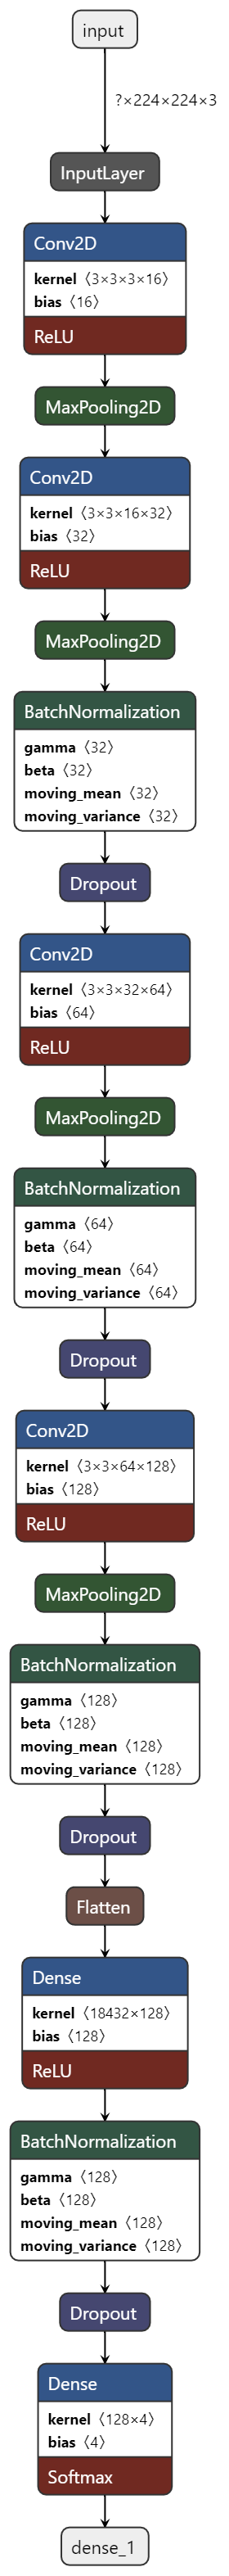 input
?×224×224×3
InputLayer
Conv2D
kernel 〈3×3×3×16〉
bias 〈16〉
ReLU
MaxPooling2D
Conv2D
kernel 〈3×3×16×32〉
bias 〈32〉
ReLU
MaxPooling2D
BatchNormalization
gamma 〈32〉
beta 〈32〉
moving_mean 〈32〉
moving_variance 〈32〉
Dropout
Conv2D
kernel 〈3×3×32×64〉
bias 〈64〉
ReLU
MaxPooling2D
BatchNormalization
gamma 〈64〉
beta 〈64〉
moving_mean 〈64〉
moving_variance 〈64〉
Dropout
Conv2D
kernel 〈3×3×64×128〉
bias 〈128〉
ReLU
MaxPooling2D
BatchNormalization
gamma 〈128〉
beta 〈128〉
moving_mean 〈128〉
moving_variance 〈128〉
Dropout
Flatten
Dense
kernel 〈18432×128〉
bias 〈128〉
ReLU
BatchNormalization
gamma 〈128〉
beta 〈128〉
moving_mean 〈128〉
moving_variance 〈128〉
Dropout
Dense
kernel 〈128×4〉
bias 〈4〉
Softmax
dense_1